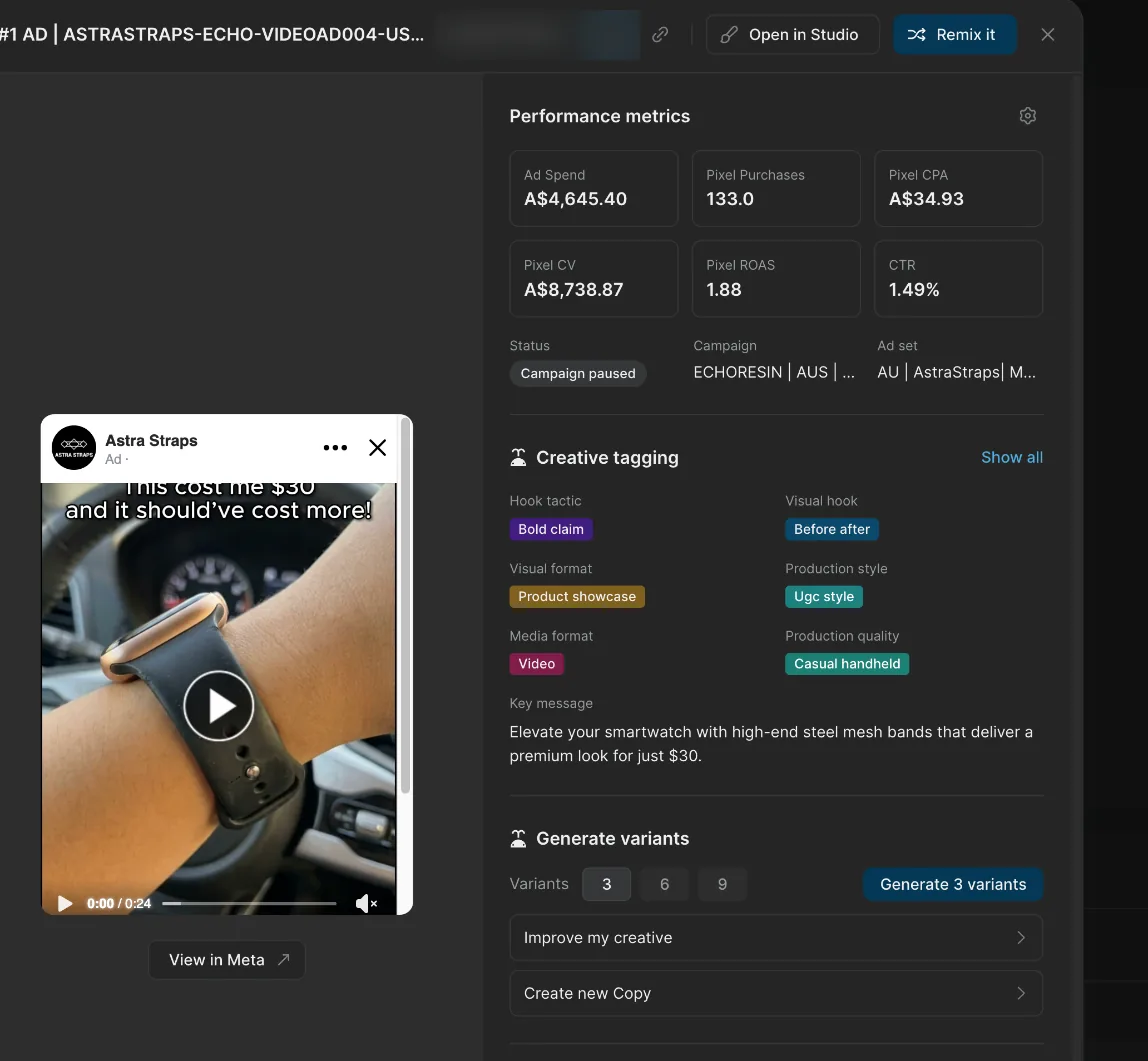 #1 AD | ASTRASTRAPS-ECHO-VIDEOAD004-US...
Open in Studio
Remix it
Performance metrics
Ad Spend
A$4,645.40
Pixel Purchases
133.0
Pixel CPA
A$34.93
Pixel CV
A$8,738.87
Pixel ROAS
1.88
CTR
1.49%
Status
Campaign paused
Campaign
ECHORESIN | AUS | ...
Ad set
AU | AstraStraps| M...
ASTRA STRAPS
Astra Straps
Ad ·
This cost me $30
and it should've cost more!
0:00 / 0:24
View in Meta
Creative tagging
Show all
Hook tactic
Bold claim
Visual hook
Before after
Visual format
Product showcase
Production style
Ugc style
Media format
Video
Production quality
Casual handheld
Key message
Elevate your smartwatch with high-end steel mesh bands that deliver a
premium look for just $30.
Generate variants
Variants 3 6 9
Generate 3 variants
Improve my creative
Create new Copy